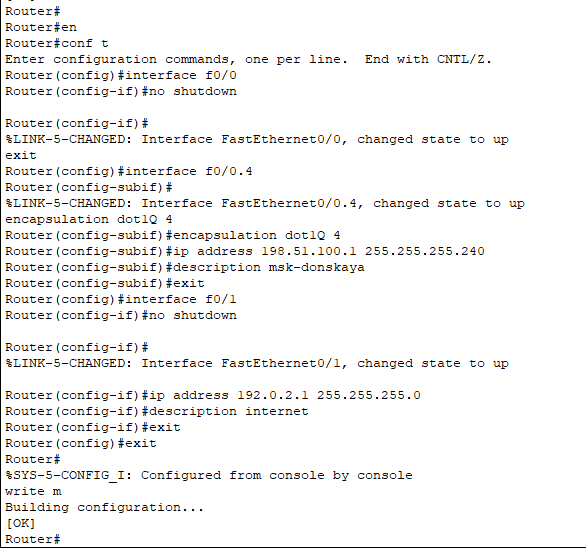 Router#
Router#en
Router#conf t
Enter configuration commands, one per line.  End with CNTL/Z.
Router(config)#interface f0/0
Router(config-if)#no shutdown
Router(config-if)#
%LINK-5-CHANGED: Interface FastEthernet0/0, changed state to up
exit
Router(config)#interface f0/0.4
Router(config-subif)#
%LINK-5-CHANGED: Interface FastEthernet0/0.4, changed state to up
encapsulation dot1Q 4
Router(config-subif)#encapsulation dot1Q 4
Router(config-subif)#ip address 198.51.100.1 255.255.255.240
Router(config-subif)#description msk-donskaya
Router(config-subif)#exit
Router(config)#interface f0/1
Router(config-if)#no shutdown
Router(config-if)#
%LINK-5-CHANGED: Interface FastEthernet0/1, changed state to up
Router(config-if)#ip address 192.0.2.1 255.255.255.0
Router(config-if)#description internet
Router(config-if)#exit
Router(config)#exit
Router#
%SYS-5-CONFIG_I: Configured from console by console
write m
Building configuration...
[OK]
Router#